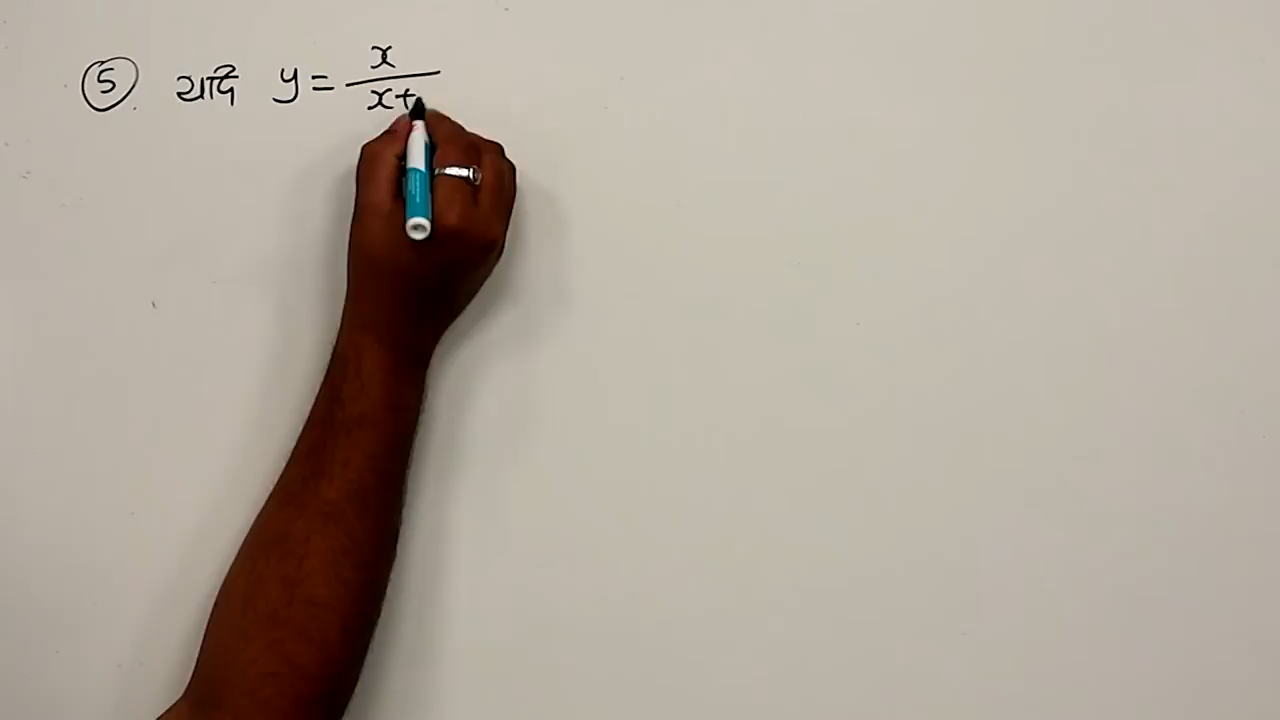 ⑤. यदि y = x / x+